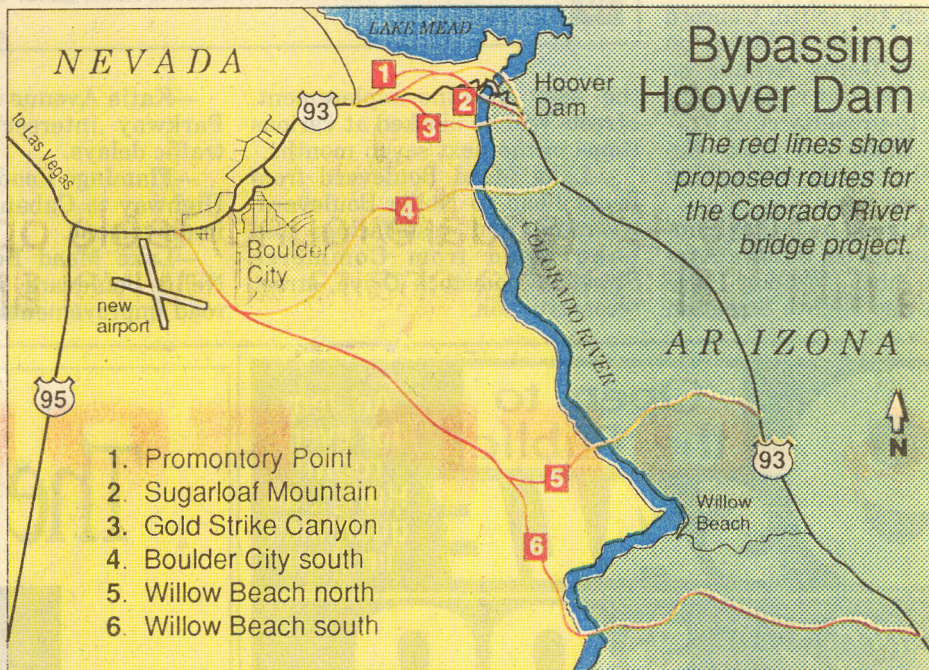 Bypassing
Hoover Dam
The red lines show
proposed routes for
the Colorado River
bridge project.
NEVADA
LAKE MEAD
1
2
3
Hoover
Dam
93
to Las Vegas
4
Boulder
City
new
airport
COLORADO RIVER
ARIZONA
95
N
5
93
Willow
Beach
6
1. Promontory Point
2. Sugarloaf Mountain
3. Gold Strike Canyon
4. Boulder City south
5. Willow Beach north
6. Willow Beach south